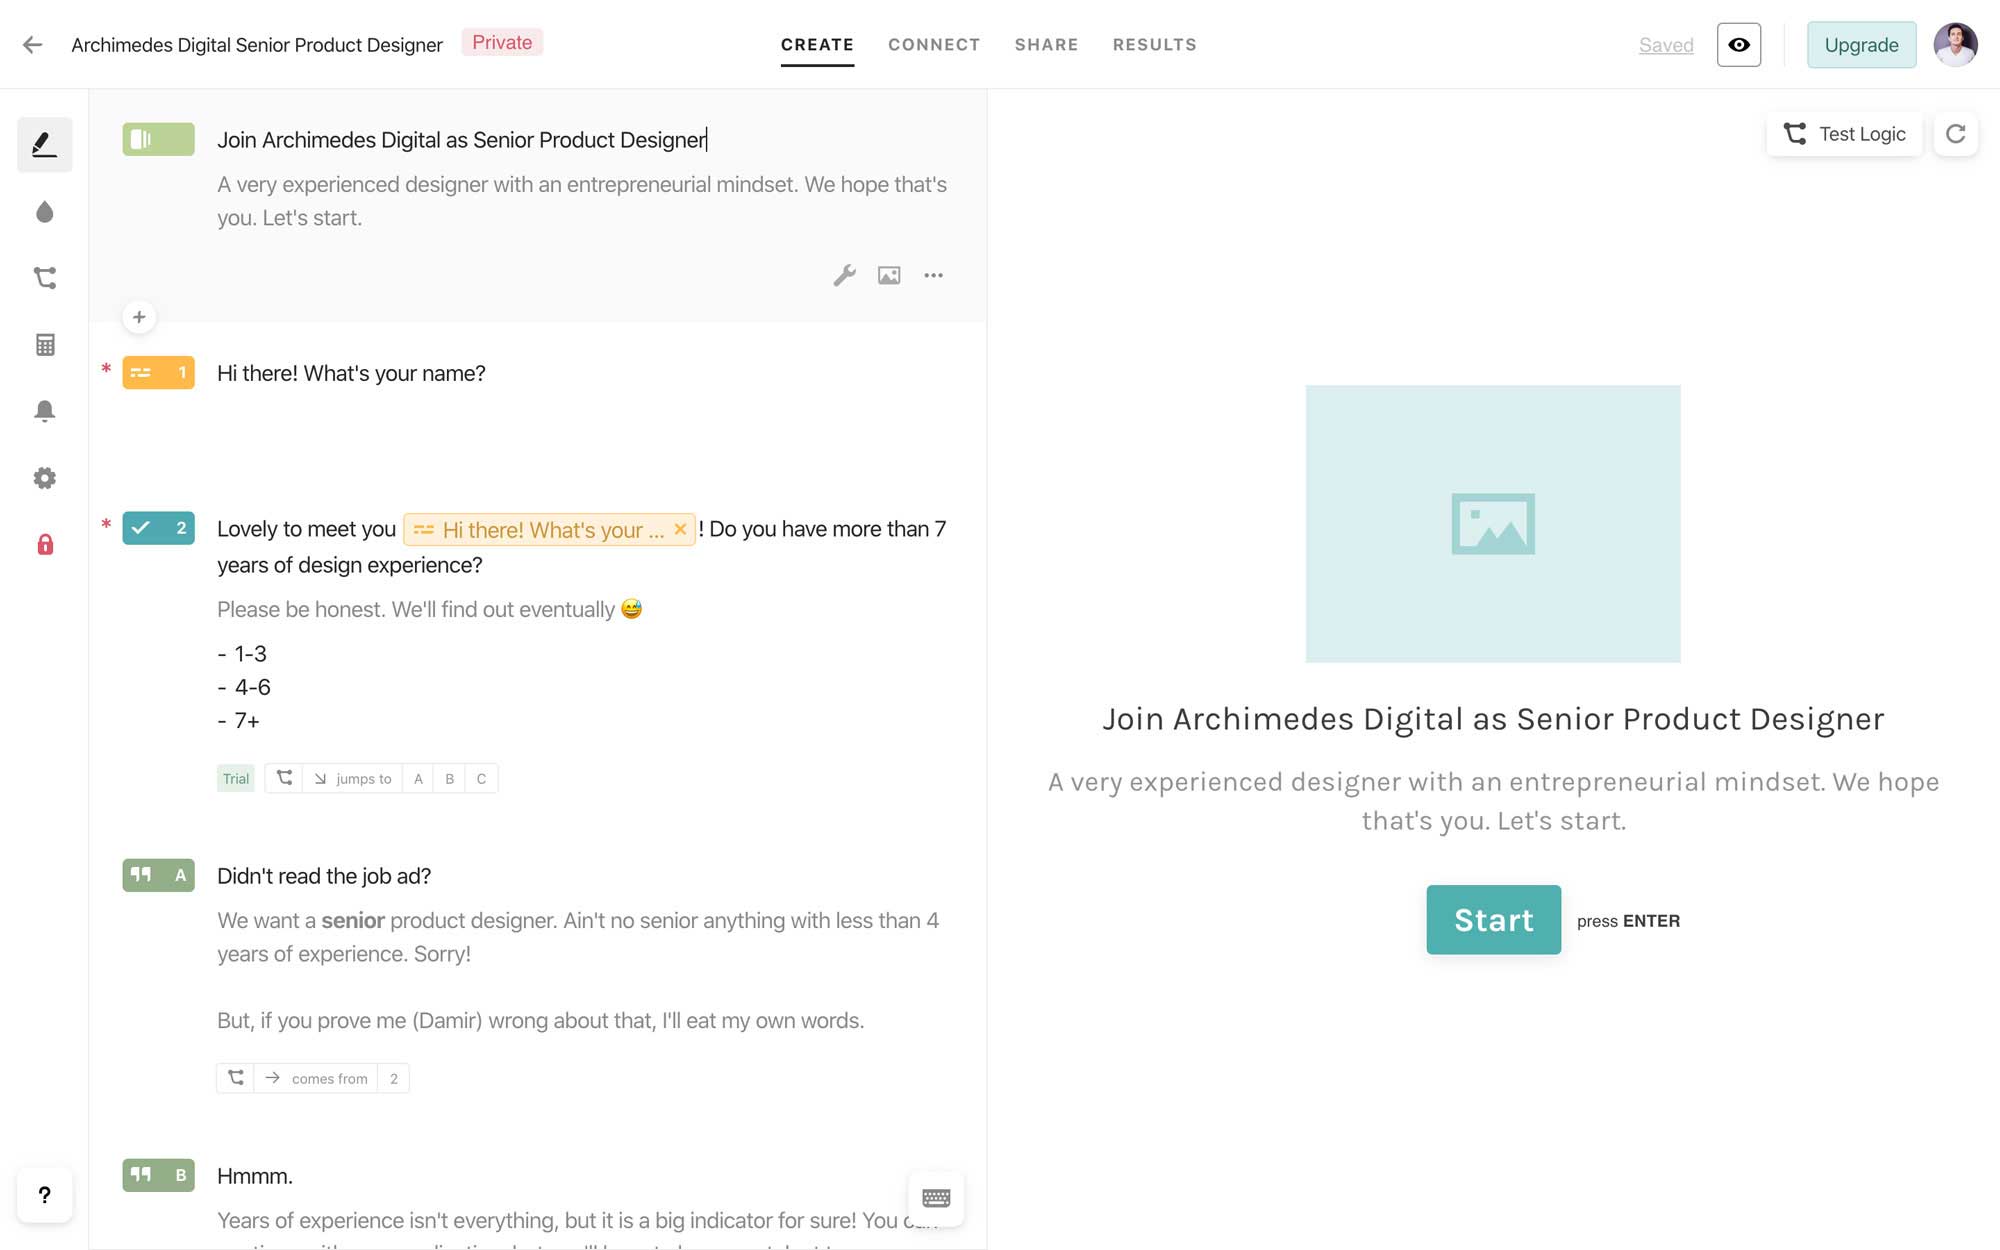 Archimedes Digital Senior Product Designer Private CREATE CONNECT SHARE RESULTS Saved Upgrade
Join Archimedes Digital as Senior Product Designer
A very experienced designer with an entrepreneurial mindset. We hope that's
you. Let's start.
+
* 1 Hi there! What's your name?
* 2 Lovely to meet you Hi there! What's your ... × ! Do you have more than 7
years of design experience?
Please be honest. We'll find out eventually 😅
- 1-3
- 4-6
- 7+
Trial jumps to A B C
A Didn't read the job ad?
We want a senior product designer. Ain't no senior anything with less than 4
years of experience. Sorry!
But, if you prove me (Damir) wrong about that, I'll eat my own words.
comes from 2
B Hmmm.
Years of experience isn't everything, but it is a big indicator for sure! You
?
Test Logic
Join Archimedes Digital as Senior Product Designer
A very experienced designer with an entrepreneurial mindset. We hope
that's you. Let's start.
Start press ENTER